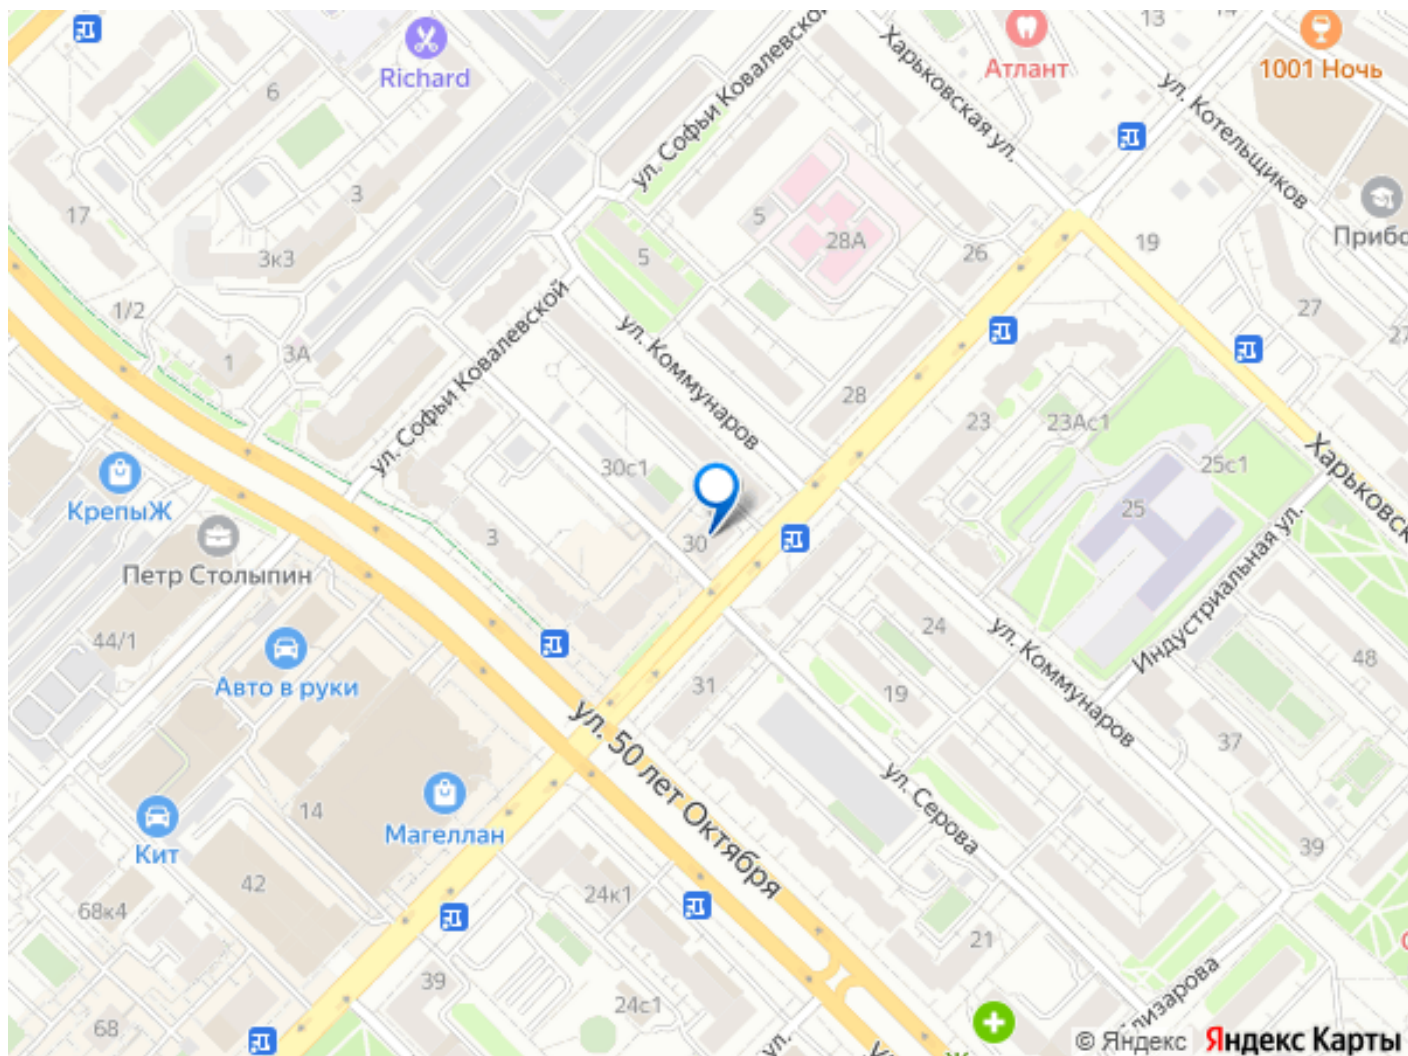 13
14
Атлант
1001 Ночь
Richard
ул. Софьи Ковалевской
Харьковская ул.
ул. Котельщиков
6
3
17
5
28А
26
19
Прибо
3к3
5
27
27
1/2
1
3А
ул. Софьи Ковалевской
ул. Коммунаров
28
23
23Ас1
25с1
Харьковск
КрепыЖ
30с1
25
Петр Столыпин
3
30
Индустриальная ул.
44/1
24
ул. Коммунаров
48
Авто в руки
31
19
37
ул. 50 лет Октября
ул. Серова
14
Магеллан
Кит
39
42
24к1
68к4
21
39
24с1
лизарова
68
ул.
© Яндекс Яндекс Карты